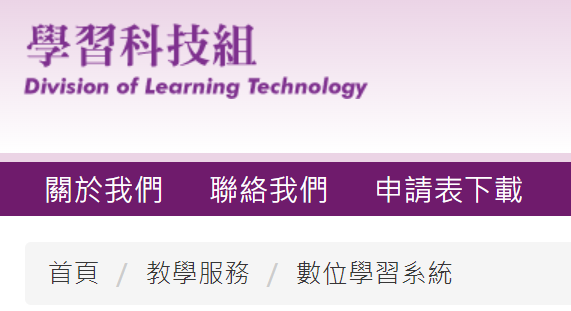 學習科技組
Division of Learning Technology
關於我們 聯絡我們 申請表下載
首頁 / 教學服務 / 數位學習系統